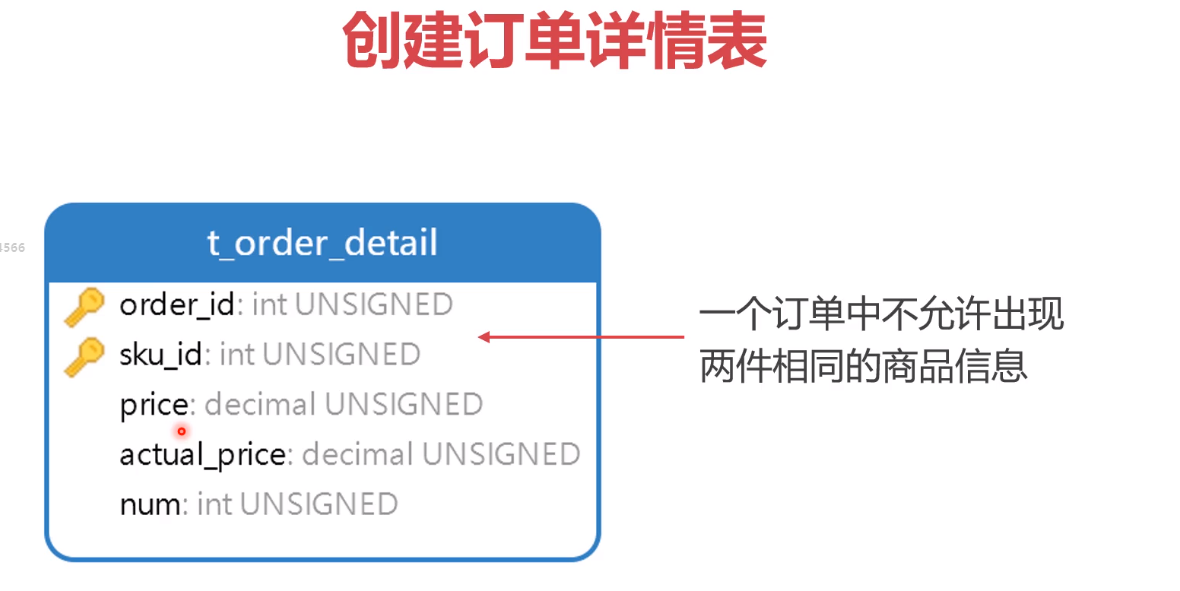 创建订单详情表
4566
t_order_detail
order_id: int UNSIGNED
sku_id: int UNSIGNED
price: decimal UNSIGNED
actual_price: decimal UNSIGNED
num: int UNSIGNED
一个订单中不允许出现
两件相同的商品信息